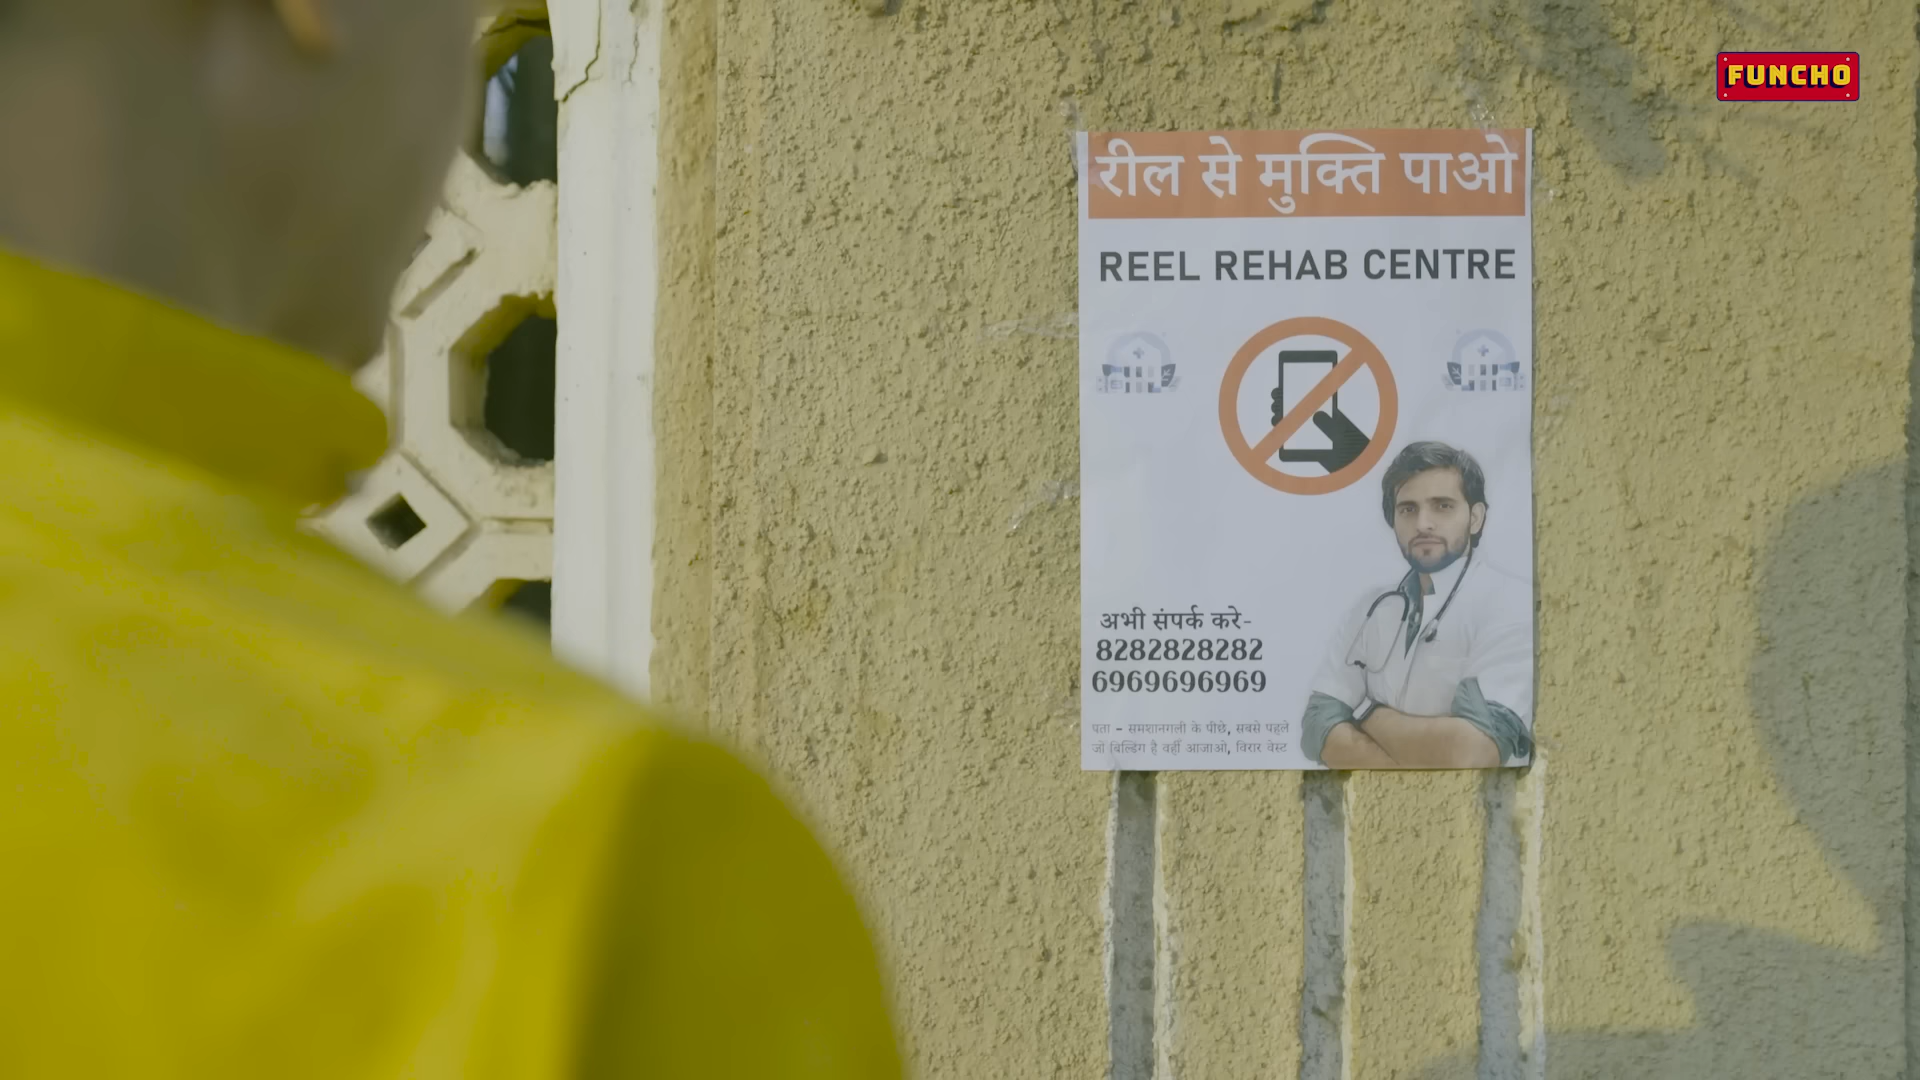 FUNCHO
रील से मुक्ति पाओ
REEL REHAB CENTRE
अभी संपर्क करे-
8282828282
6969696969
पता - समशानगली के पीछे, सबसे पहले
जो बिल्डिंग है वहीँ आजाओ, विरार वेस्ट